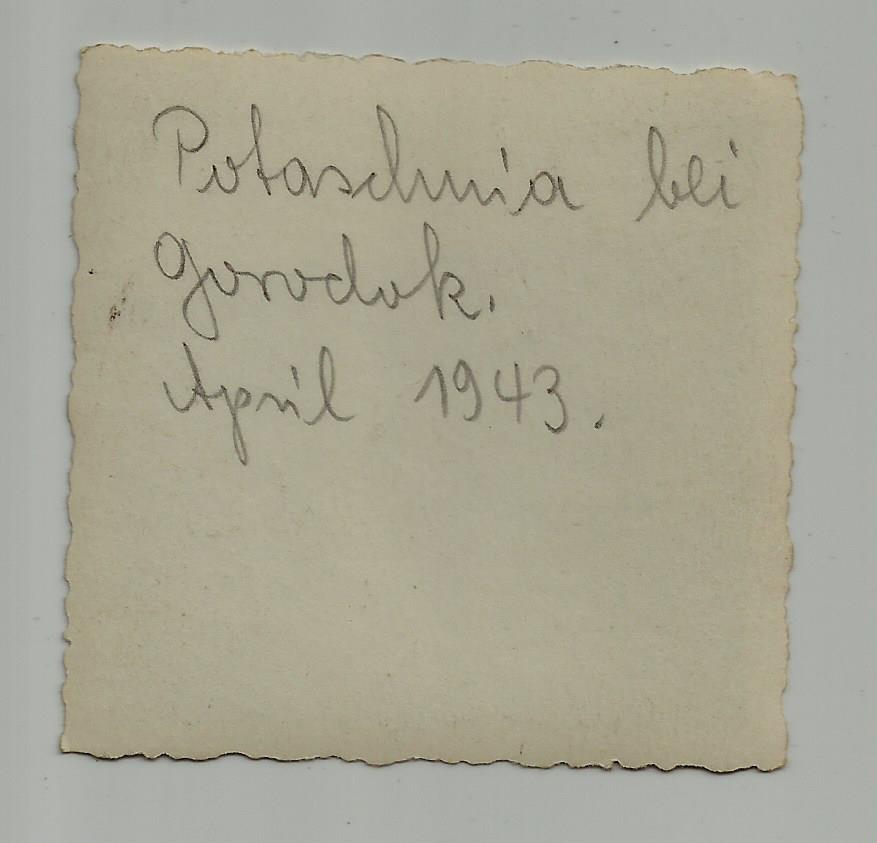 Potaschnia bei
Gorodok.
April 1943.